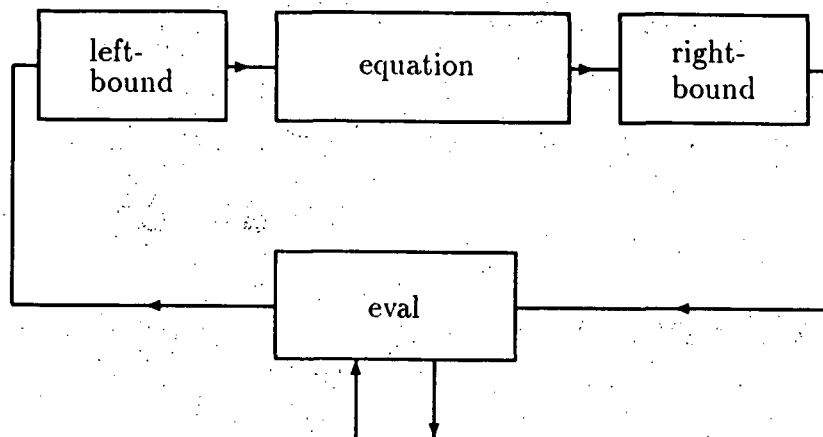 left-
bound
equation
right-
bound
eval